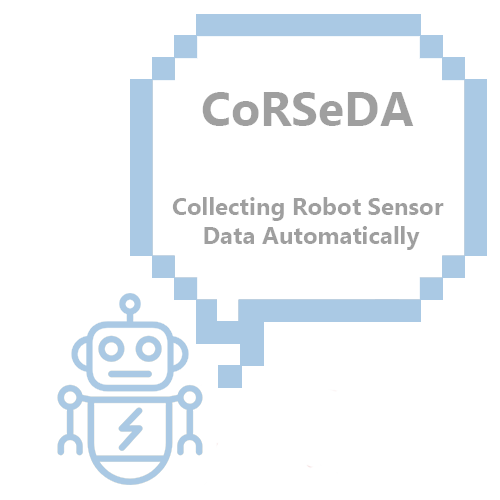 CoRSeDA
Collecting Robot Sensor
Data Automatically